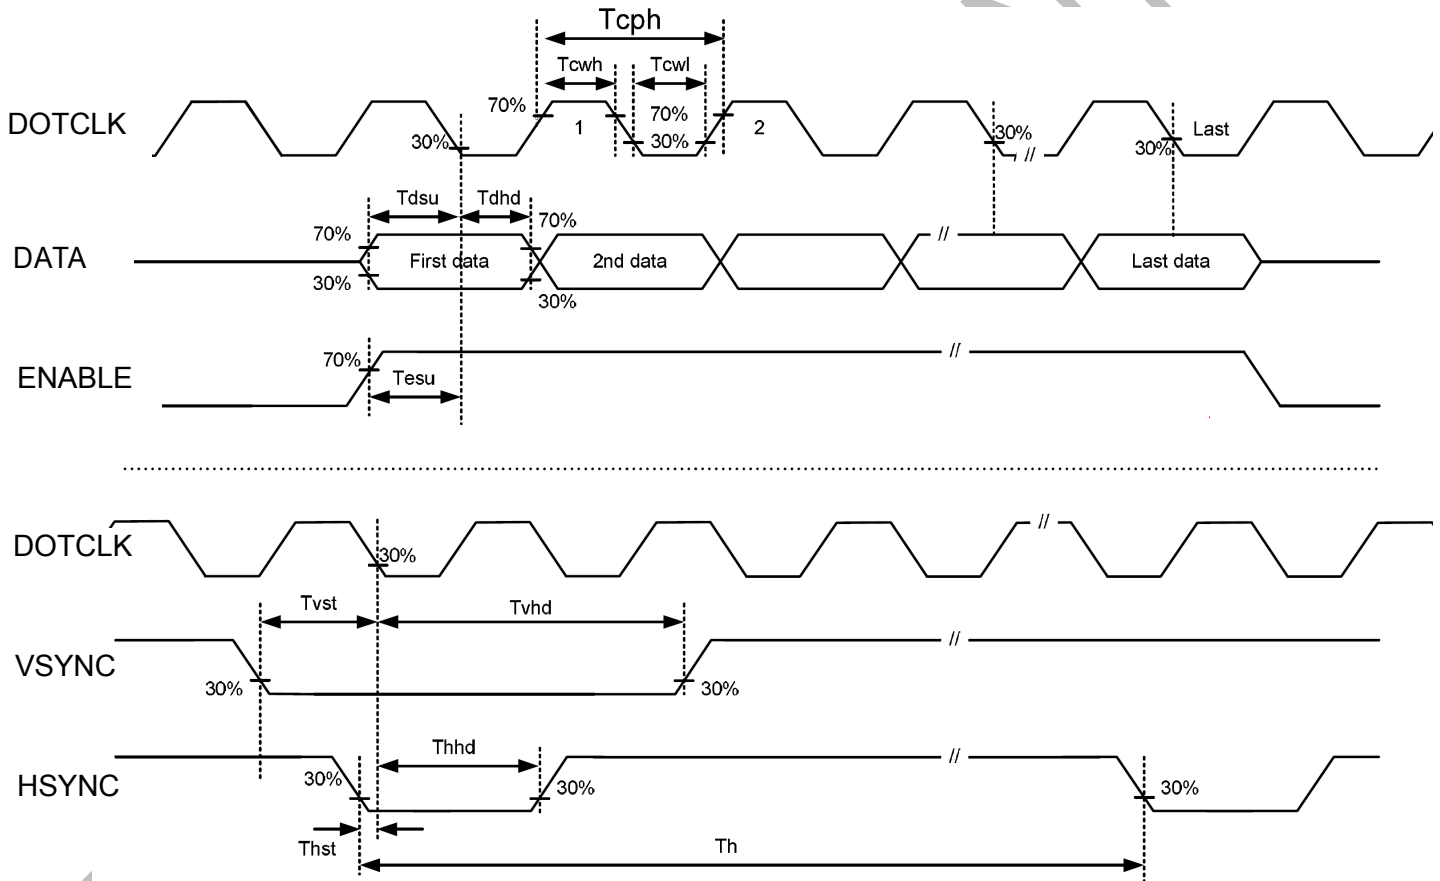 Tcph
Tcwh Tcwl
DOTCLK 70% 30% 1 70% 30% 2 30% // 30% Last
Tdsu Tdhd
DATA 70% 30% First data 70% 30% 2nd data // Last data
ENABLE 70% Tesu //
DOTCLK 30% //
Tvst Tvhd
VSYNC 30% 30% //
Thhd
HSYNC 30% 30% // 30%
Thst Th